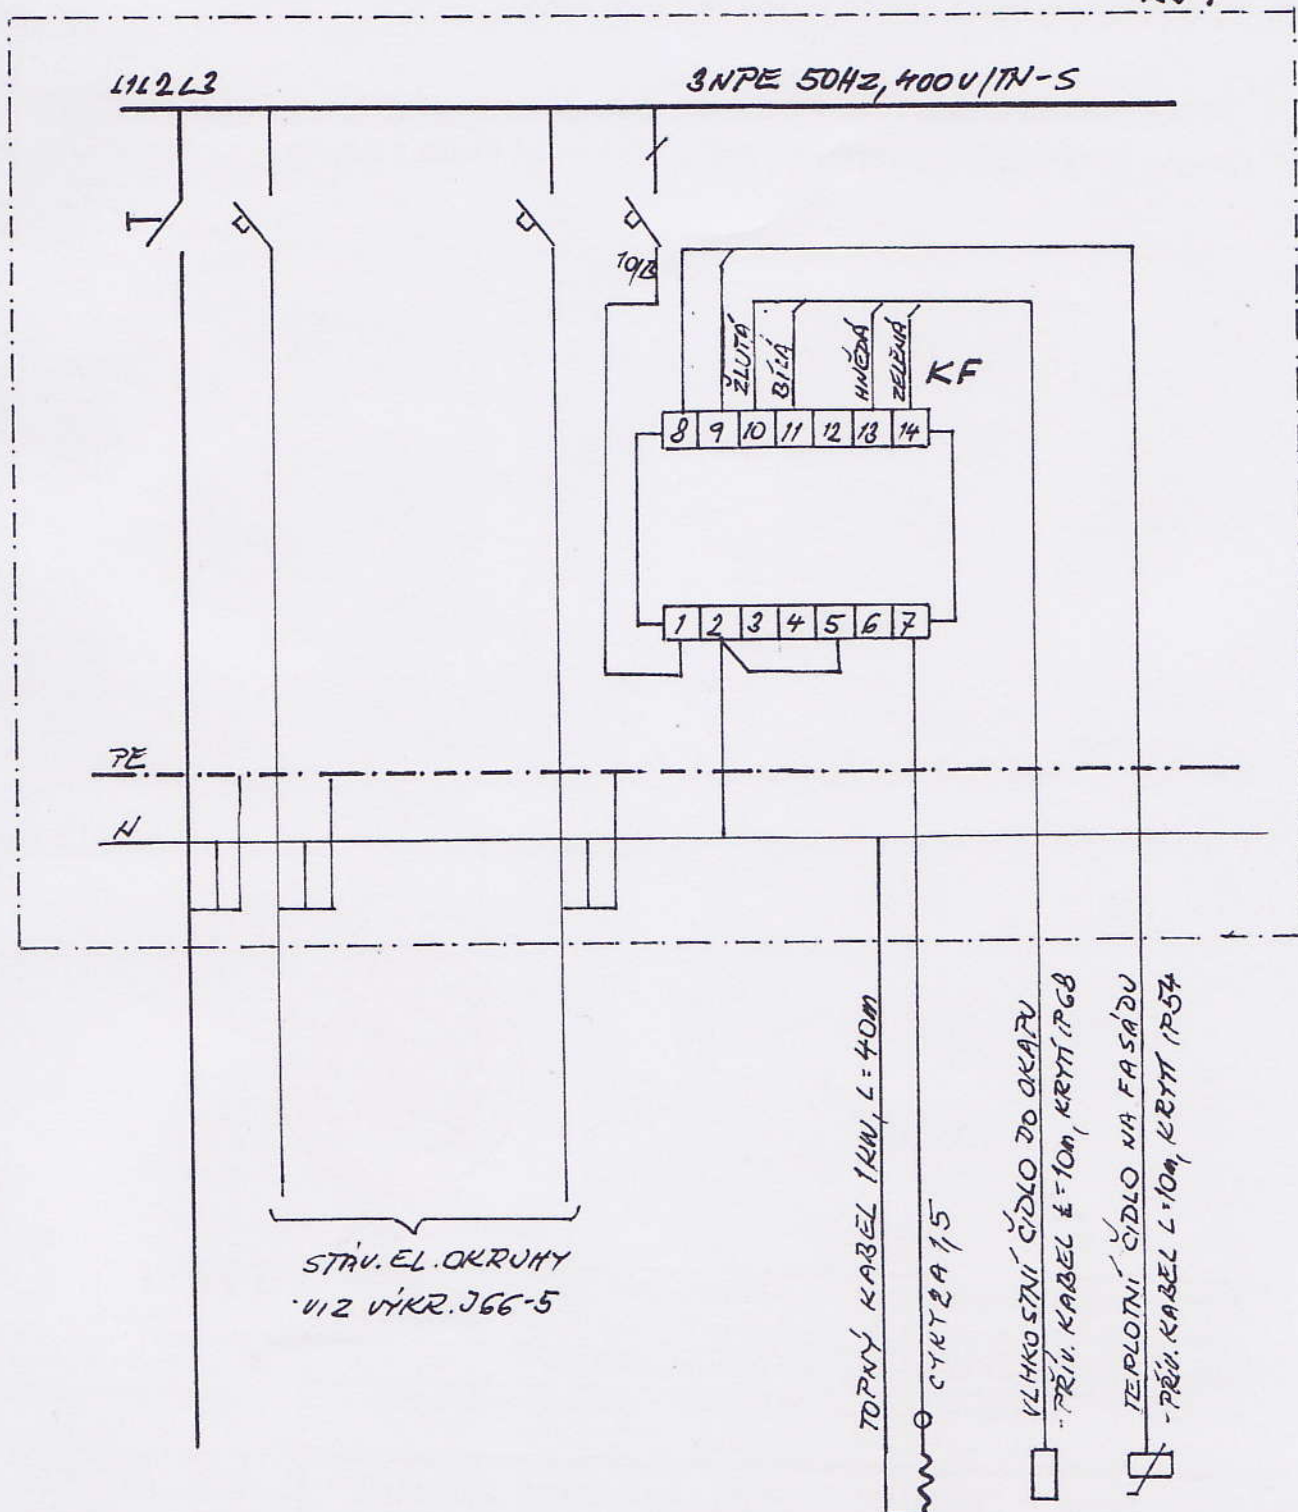 L1L2L3
3NPE 50HZ, 400V/TN-S
10/B
ŽLUTÁ
BÍLÁ
HNĚDÁ
ZELENÁ
KF
8 9 10 11 12 13 14
1 2 3 4 5 6 7
PE
N
STÁV. EL. OKRUHY
VIZ VÝKR. J66-5
TOPNÝ KABEL 1KW, L=40m
CYKY 2A 1,5
VLHKOSTNÍ ČIDLO DO OKAPU
- PŘÍV. KABEL L=10m, KRYTÍ IP68
TEPLOTNÍ ČIDLO NA FASÁDU
- PŘÍV. KABEL L=10m, KRYTÍ IP54